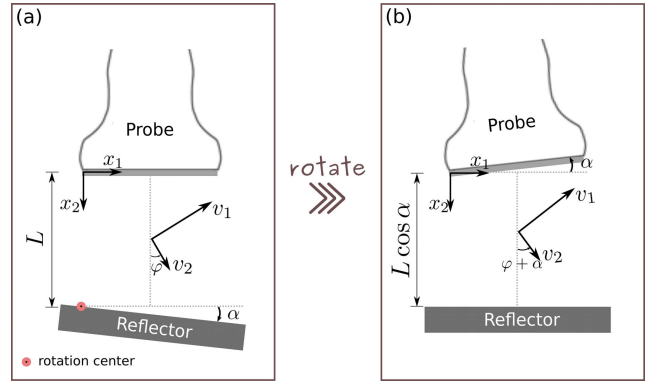 (a)
Probe
x₁
x₂
L
v₁
φ
v₂
α
Reflector
rotation center
rotate
(b)
Probe
x₁
α
x₂
L cos α
v₁
v₂
φ + α
Reflector